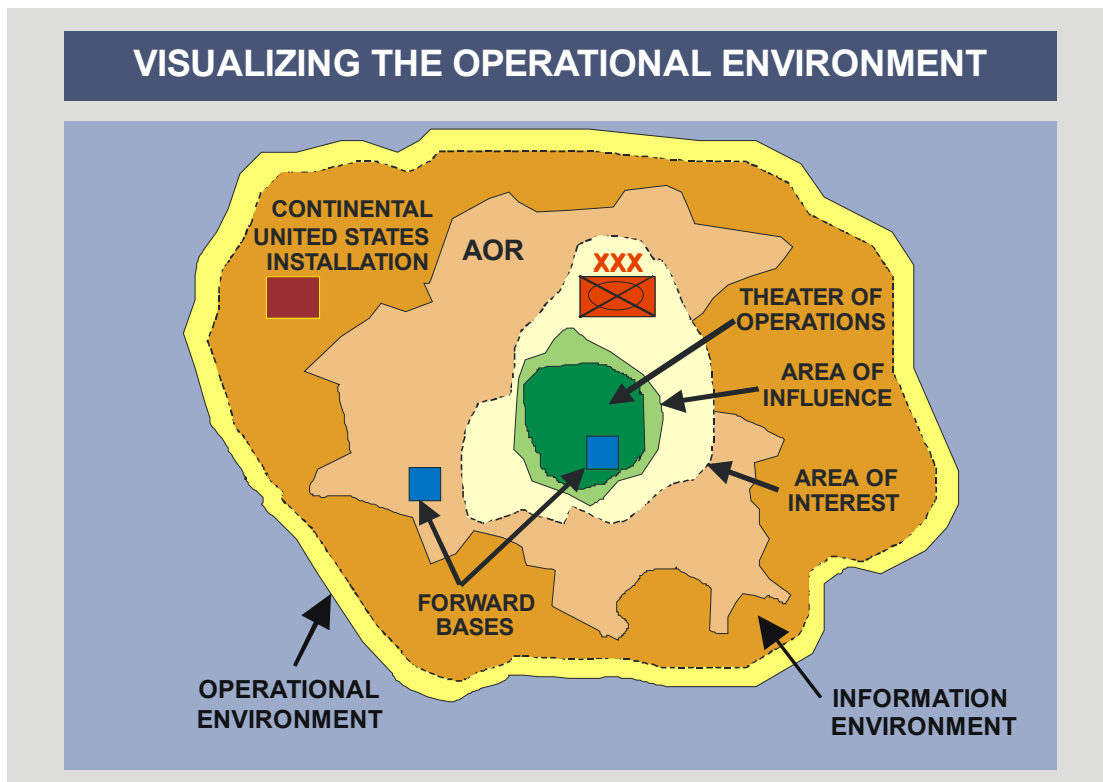 VISUALIZING THE OPERATIONAL ENVIRONMENT
CONTINENTAL
UNITED STATES
INSTALLATION
AOR
XXX
THEATER OF
OPERATIONS
AREA OF
INFLUENCE
AREA OF
INTEREST
FORWARD
BASES
OPERATIONAL
ENVIRONMENT
INFORMATION
ENVIRONMENT